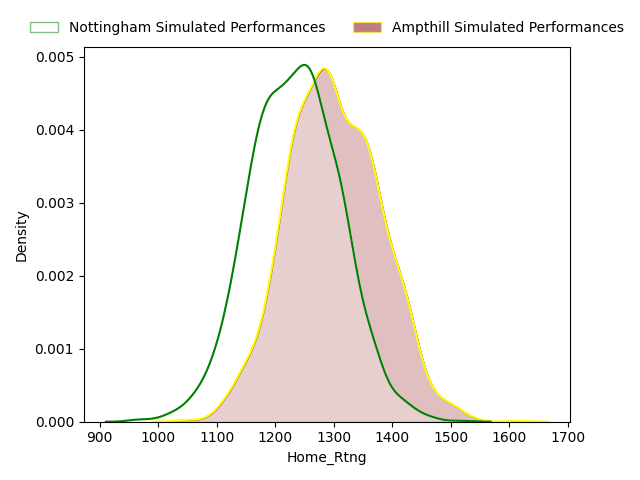 Nottingham Simulated Performances
Ampthill Simulated Performances
0.005
0.004
0.003
0.002
0.001
0.000
Density
900 1000 1100 1200 1300 1400 1500 1600 1700
Home_Rtng